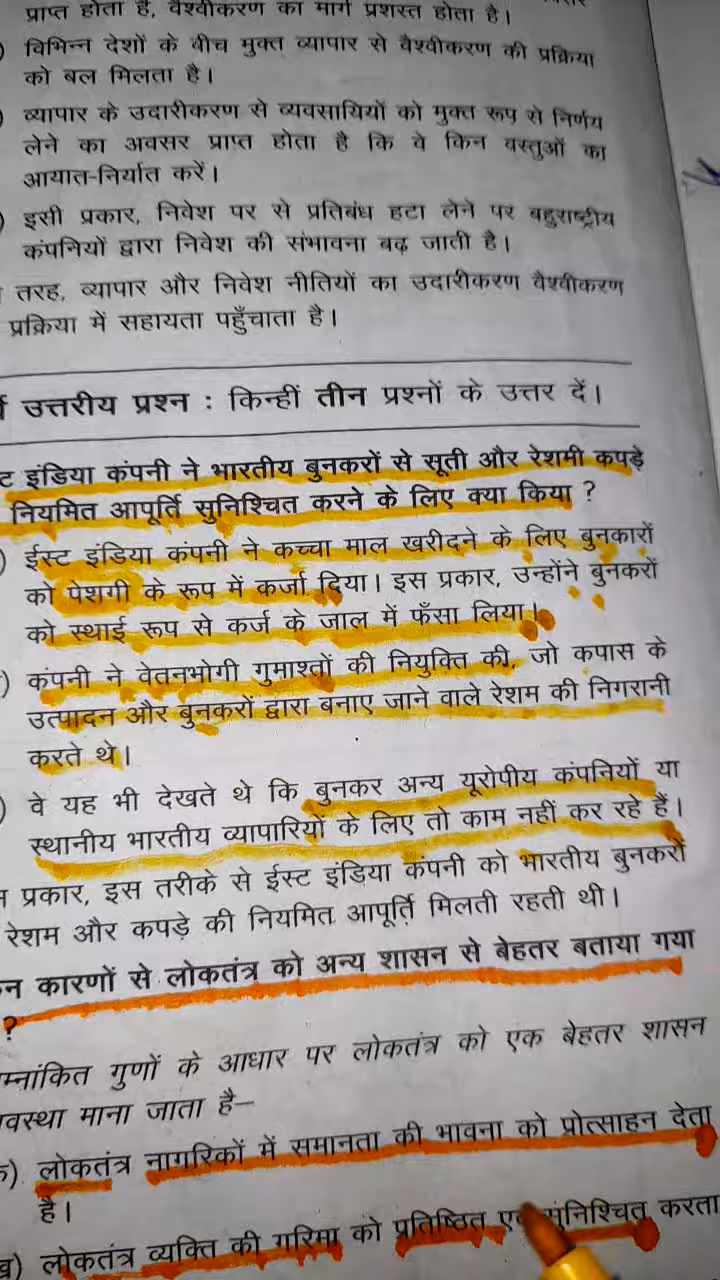 प्राप्त होता है, वैश्वीकरण का मार्ग प्रशस्त होता है।
विभिन्न देशों के बीच मुक्त व्यापार से वैश्वीकरण की प्रक्रिया
को बल मिलता है।
व्यापार के उदारीकरण से व्यवसायियों को मुक्त रूप से निर्णय
लेने का अवसर प्राप्त होता है कि वे किन वस्तुओं का
आयात-निर्यात करें।
इसी प्रकार, निवेश पर से प्रतिबंध हटा लेने पर बहुराष्ट्रीय
कंपनियों द्वारा निवेश की संभावना बढ़ जाती है।
तरह, व्यापार और निवेश नीतियों का उदारीकरण वैश्वीकरण
प्रक्रिया में सहायता पहुँचाता है।
उत्तरीय प्रश्न : किन्हीं तीन प्रश्नों के उत्तर दें।
ट इंडिया कंपनी ने भारतीय बुनकरों से सूती और रेशमी कपड़े
नियमित आपूर्ति सुनिश्चित करने के लिए क्या किया ?
) ईस्ट इंडिया कंपनी ने कच्चा माल खरीदने के लिए बुनकारों
को पेशगी के रूप में कर्जा दिया। इस प्रकार, उन्होंने बुनकरों
को स्थाई रूप से कर्ज के जाल में फँसा लिया।
) कंपनी ने वेतनभोगी गुमाश्तों की नियुक्ति की, जो कपास के
उत्पादन और बुनकरों द्वारा बनाए जाने वाले रेशम की निगरानी
करते थे।
) वे यह भी देखते थे कि बुनकर अन्य यूरोपीय कंपनियों या
स्थानीय भारतीय व्यापारियों के लिए तो काम नहीं कर रहे हैं।
प्रकार, इस तरीके से ईस्ट इंडिया कंपनी को भारतीय बुनकरों
रेशम और कपड़े की नियमित आपूर्ति मिलती रहती थी।
न कारणों से लोकतंत्र को अन्य शासन से बेहतर बताया गया
?
म्नांकित गुणों के आधार पर लोकतंत्र को एक बेहतर शासन
वस्था माना जाता है–
) लोकतंत्र नागरिकों में समानता की भावना को प्रोत्साहन देता
है।
ख) लोकतंत्र व्यक्ति की गरिमा को प्रतिष्ठित सुनिश्चित करता